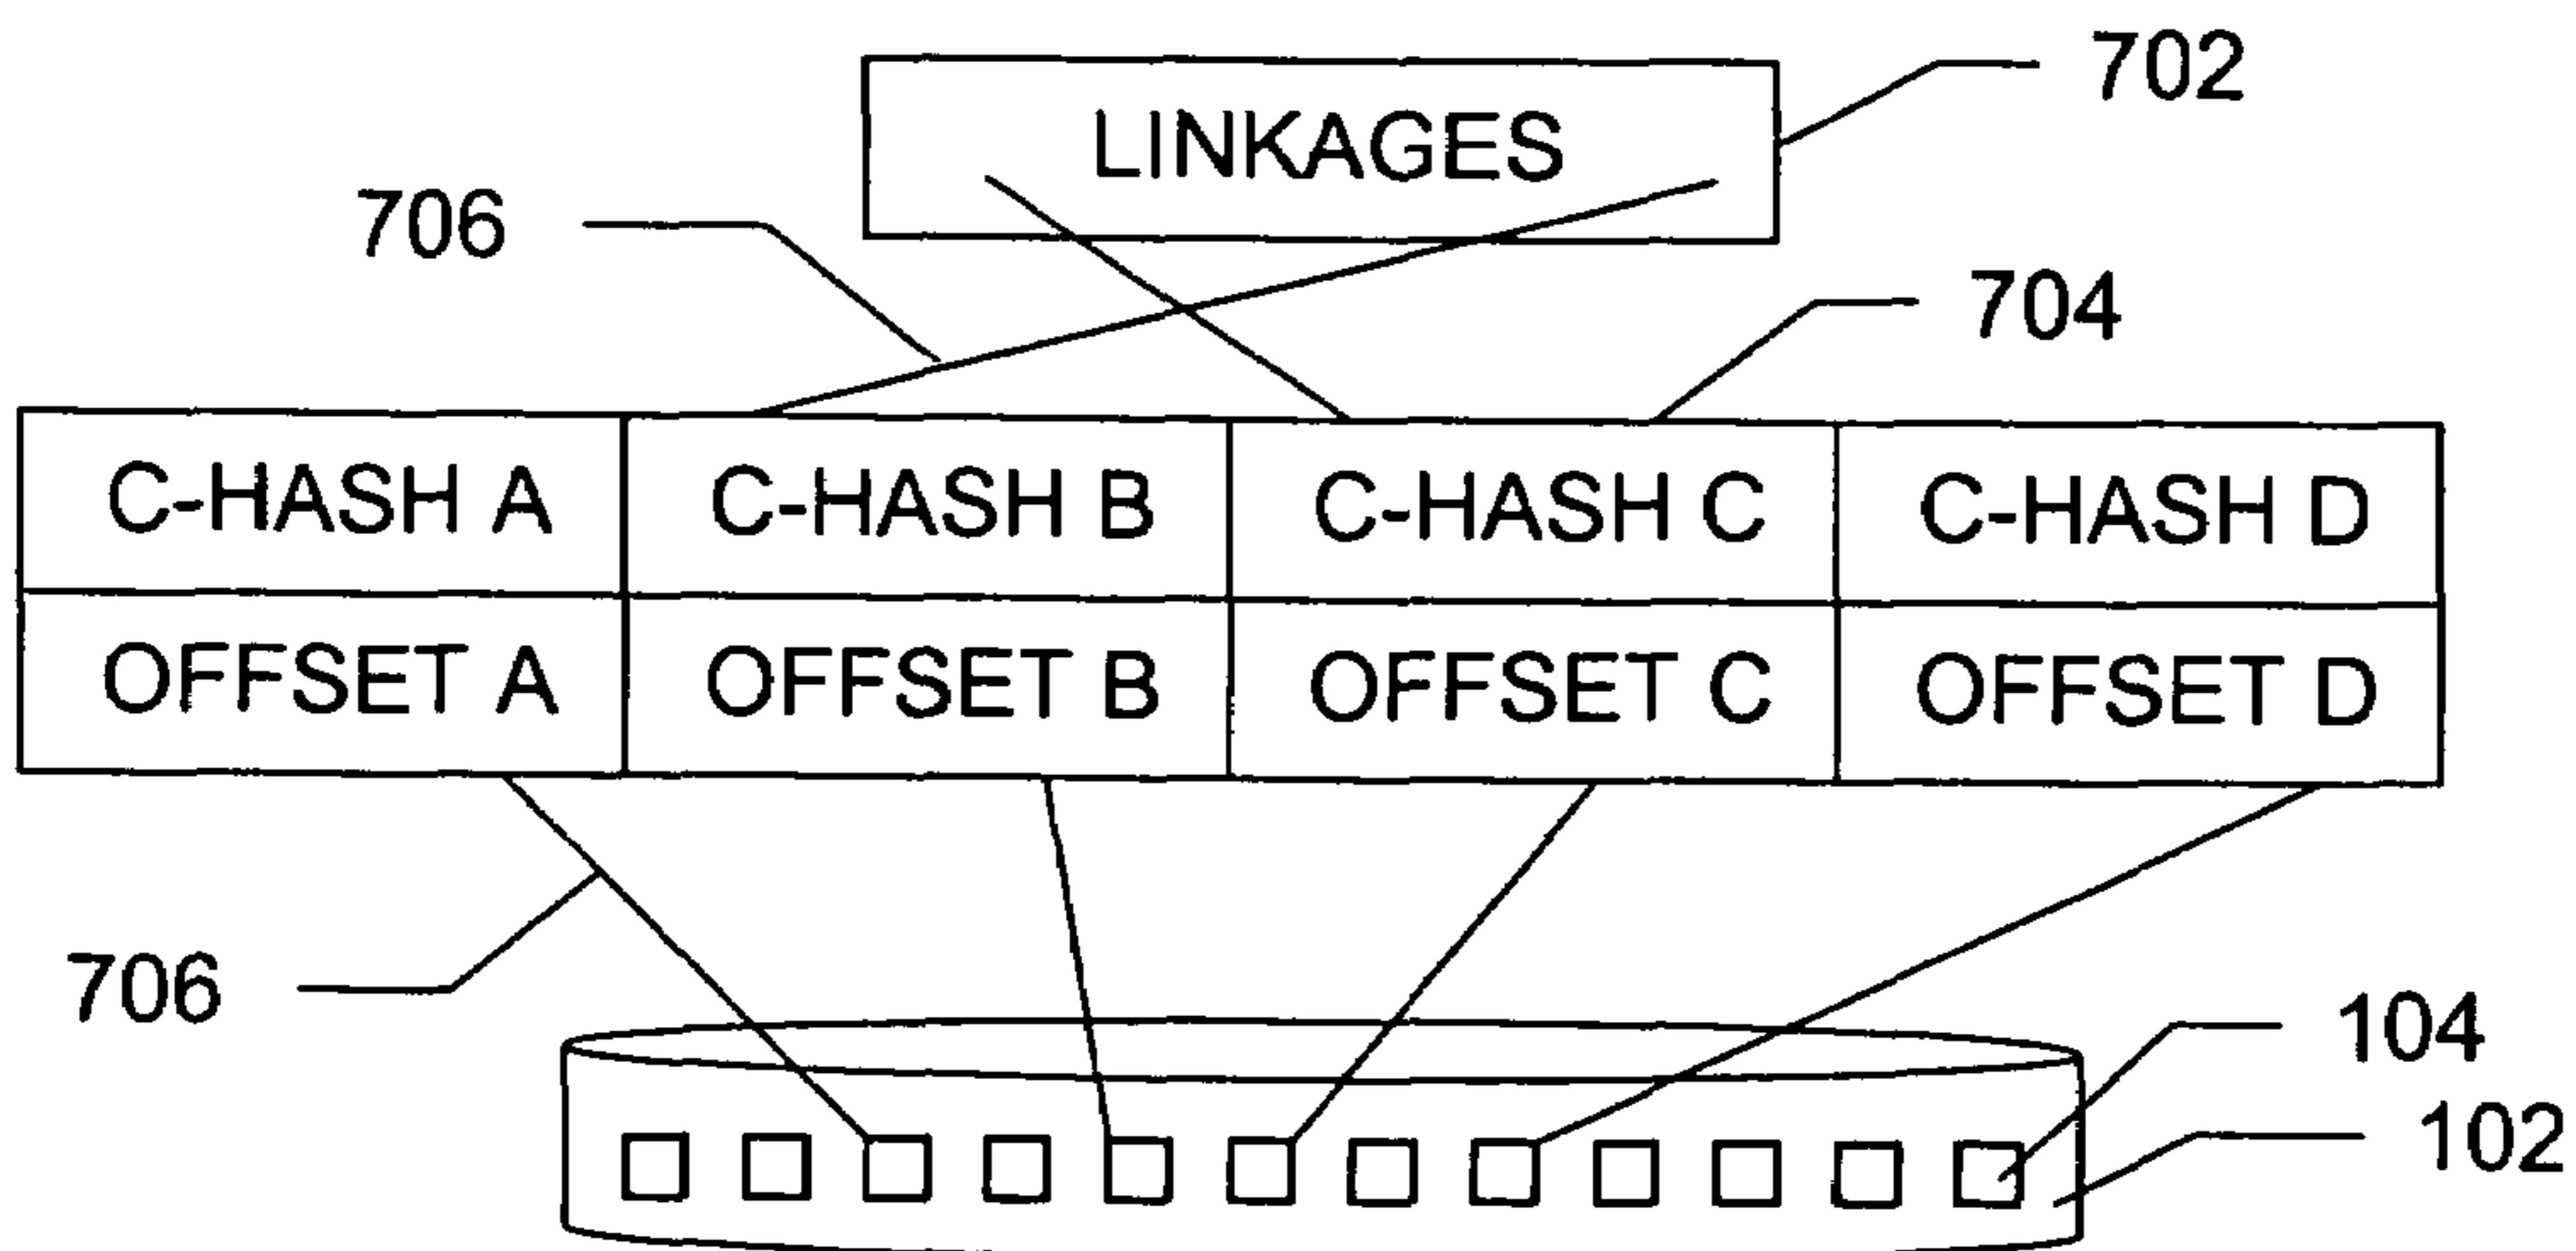 702
LINKAGES
706
704
C-HASH A C-HASH B C-HASH C C-HASH D
OFFSET A OFFSET B OFFSET C OFFSET D
706
104
102